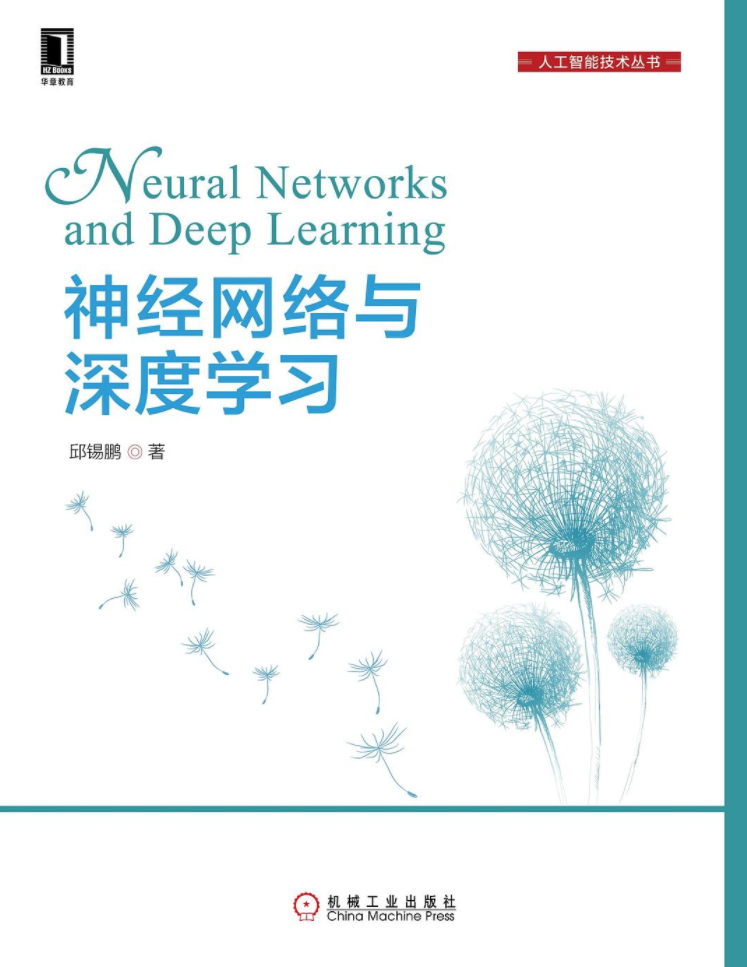 HZ BOOKS
华章教育
人工智能技术丛书
Neural Networks
and Deep Learning
神经网络与
深度学习
邱锡鹏 ◎ 著
机械工业出版社
China Machine Press